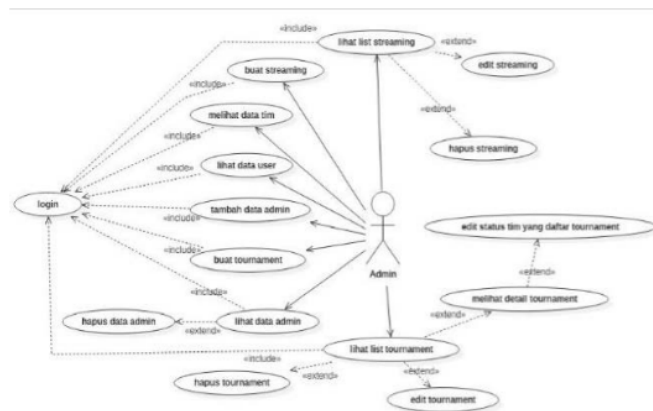 «include»
lihat list streaming
«extend»
edit streaming
buat streaming
«include»
melihat data tim
«extend»
«include»
hapus streaming
lihat data user
«include»
login
tambah data admin
«include»
edit status tim yang daftar tournament
buat tournament
«include»
Admin
«extend»
«include»
melihat detail tournament
hapus data admin
«extend»
lihat data admin
«extend»
lihat list tournament
«include»
hapus tournament
«extend»
«extend»
edit tournament